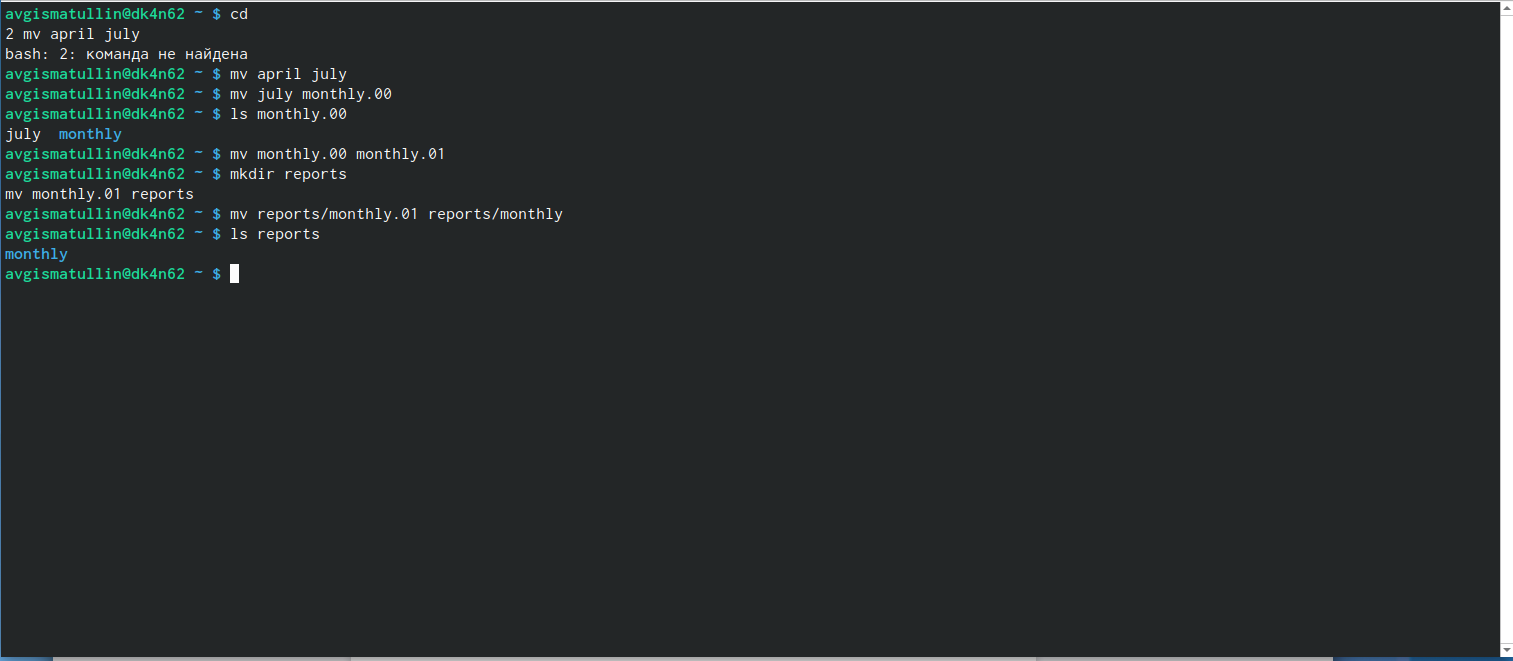 avgismatullin@dk4n62 ~ $ cd
2 mv april july
bash: 2: команда не найдена
avgismatullin@dk4n62 ~ $ mv april july
avgismatullin@dk4n62 ~ $ mv july monthly.00
avgismatullin@dk4n62 ~ $ ls monthly.00
july  monthly
avgismatullin@dk4n62 ~ $ mv monthly.00 monthly.01
avgismatullin@dk4n62 ~ $ mkdir reports
mv monthly.01 reports
avgismatullin@dk4n62 ~ $ mv reports/monthly.01 reports/monthly
avgismatullin@dk4n62 ~ $ ls reports
monthly
avgismatullin@dk4n62 ~ $